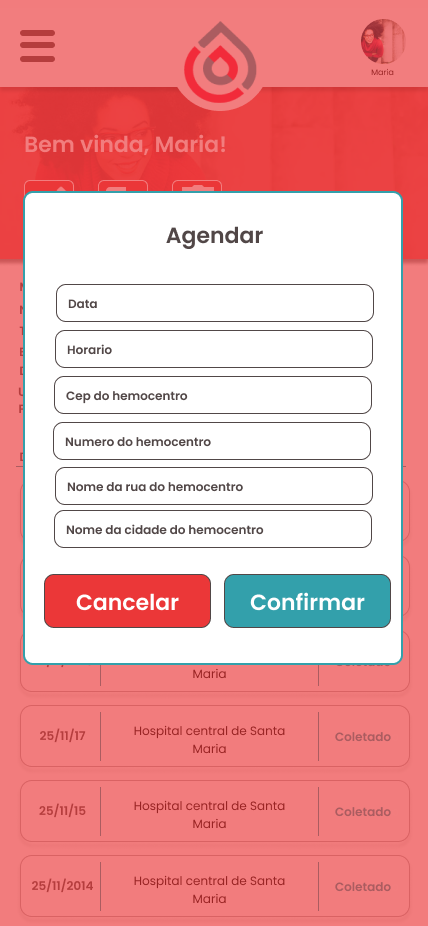 Maria
Bem vinda, Maria!
Agendar
Data
Horario
Cep do hemocentro
Numero do hemocentro
Nome da rua do hemocentro
Nome da cidade do hemocentro
Cancelar
Confirmar
Maria
25/11/17
Hospital central de Santa
Maria
Coletado
25/11/15
Hospital central de Santa
Maria
Coletado
25/11/2014
Hospital central de Santa
Maria
Coletado